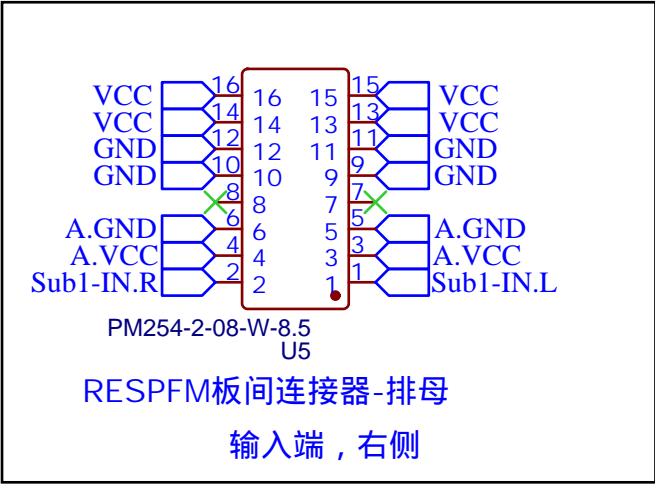 VCC 16 16 15 15 VCC
VCC 14 14 13 13 VCC
GND 12 12 11 11 GND
GND 10 10 9 9 GND
8 8 7 7
A.GND 6 6 5 5 A.GND
A.VCC 4 4 3 3 A.VCC
Sub1-IN.R 2 2 1 1 Sub1-IN.L
PM254-2-08-W-8.5
U5
RESPFM板间连接器-排母
输入端，右侧